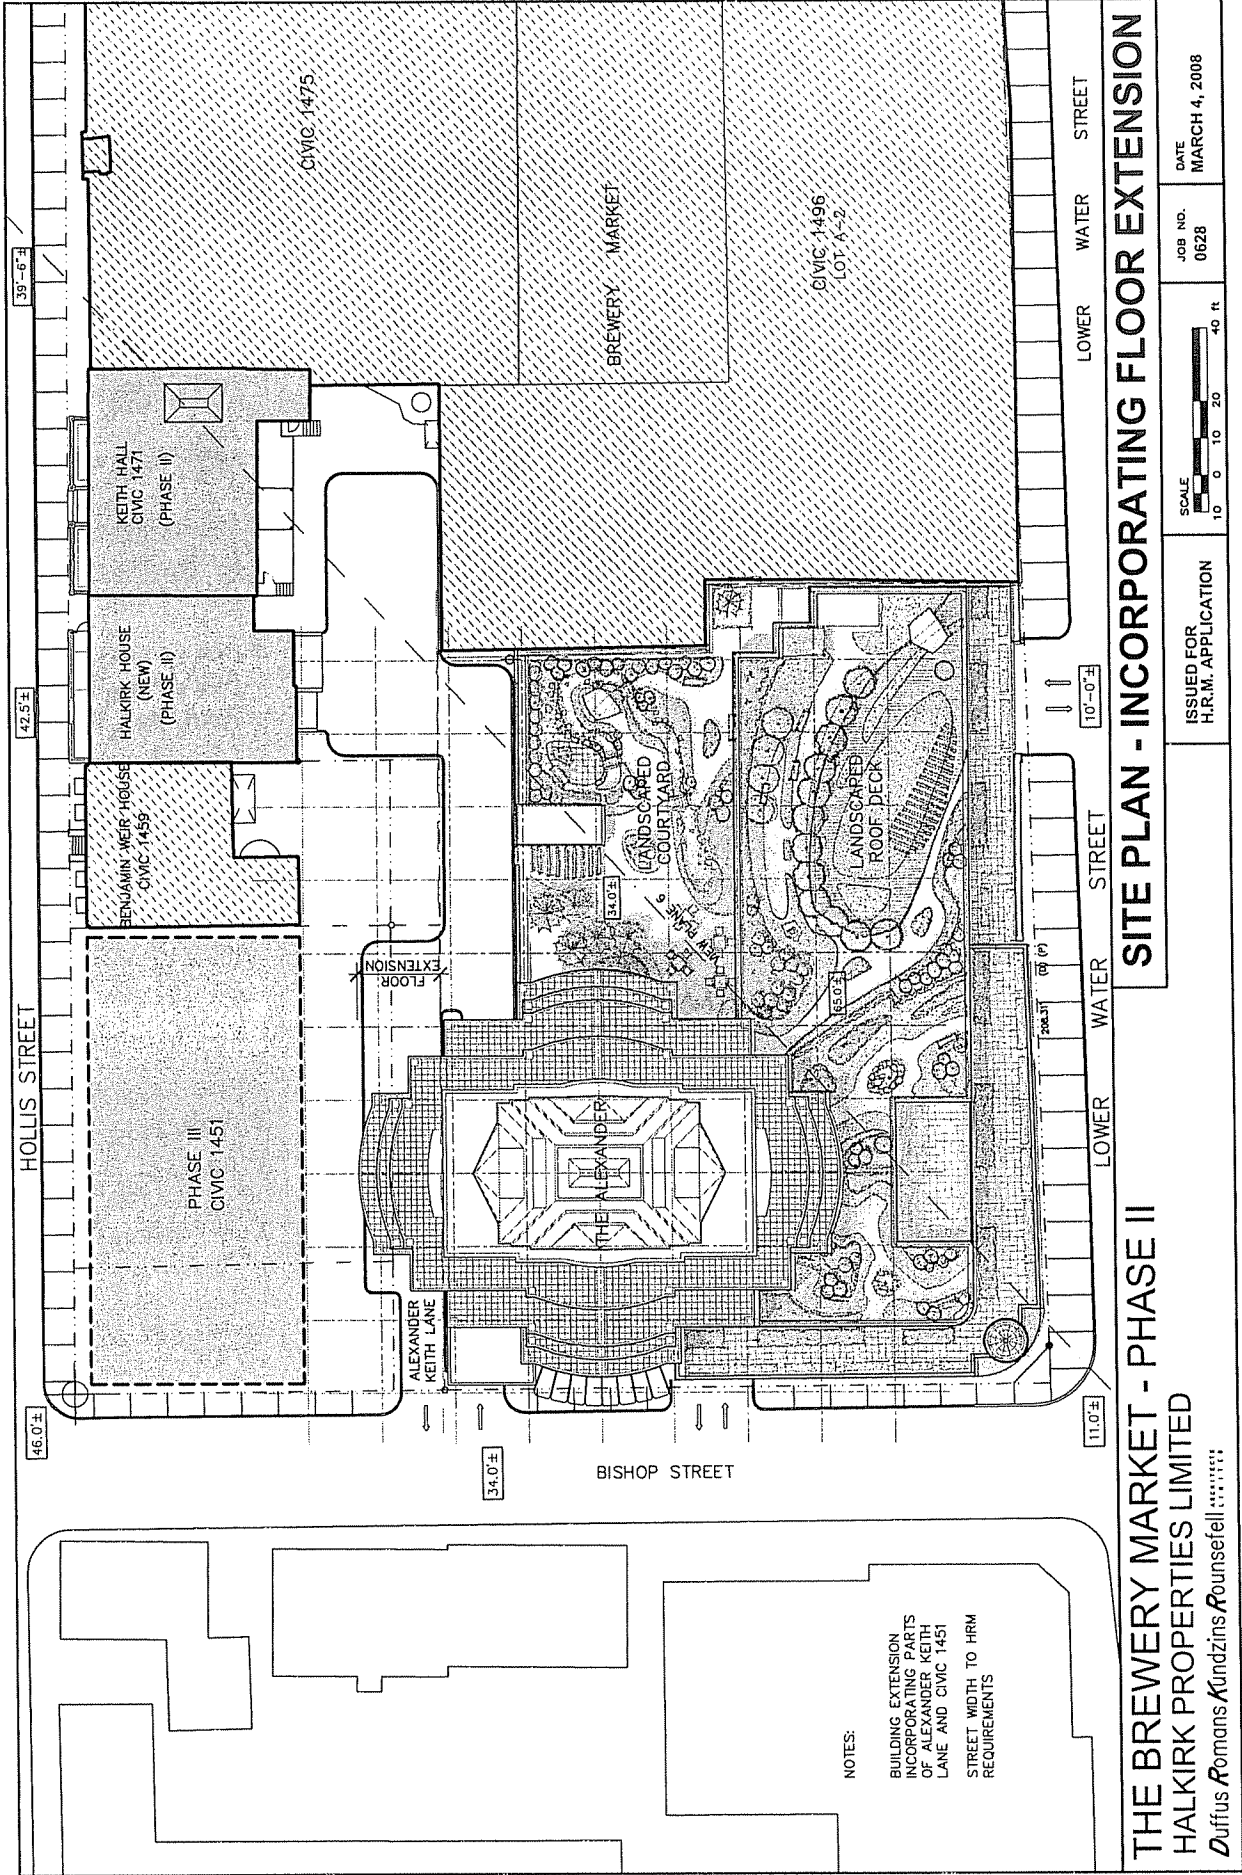 HOLLIS STREET
46.0'±
42.5'±
39'-6"±
PHASE III
CIVIC 1451
BENJAMIN WEIR HOUSE
CIVIC 1459
HALKIRK HOUSE
(NEW)
(PHASE II)
KEITH HALL
CIVIC 1471
(PHASE II)
CIVIC 1475
BREWERY MARKET
CIVIC 1496
LOT A-2
FLOOR
EXTENSION
ALEXANDER
KEITH LANE
34.0'±
BISHOP STREET
THE ALEXANDER
LANDSCAPED
COURTYARD
34.0'±
VIEW PLANE 6
65.0'±
LANDSCAPED
ROOF DECK
206.31'
(D) (P)
11.0'±
10'-0"±
LOWER WATER STREET
LOWER WATER STREET
NOTES:
BUILDING EXTENSION
INCORPORATING PARTS
OF ALEXANDER KEITH
LANE AND CIVIC 1451
STREET WIDTH TO HRM
REQUIREMENTS
THE BREWERY MARKET - PHASE II
HALKIRK PROPERTIES LIMITED
Duffus Romans Kundzins Rounsefell
SITE PLAN - INCORPORATING FLOOR EXTENSION
ISSUED FOR
H.R.M. APPLICATION
SCALE
10 0 10 20 40 ft
JOB NO.
0628
DATE
MARCH 4, 2008